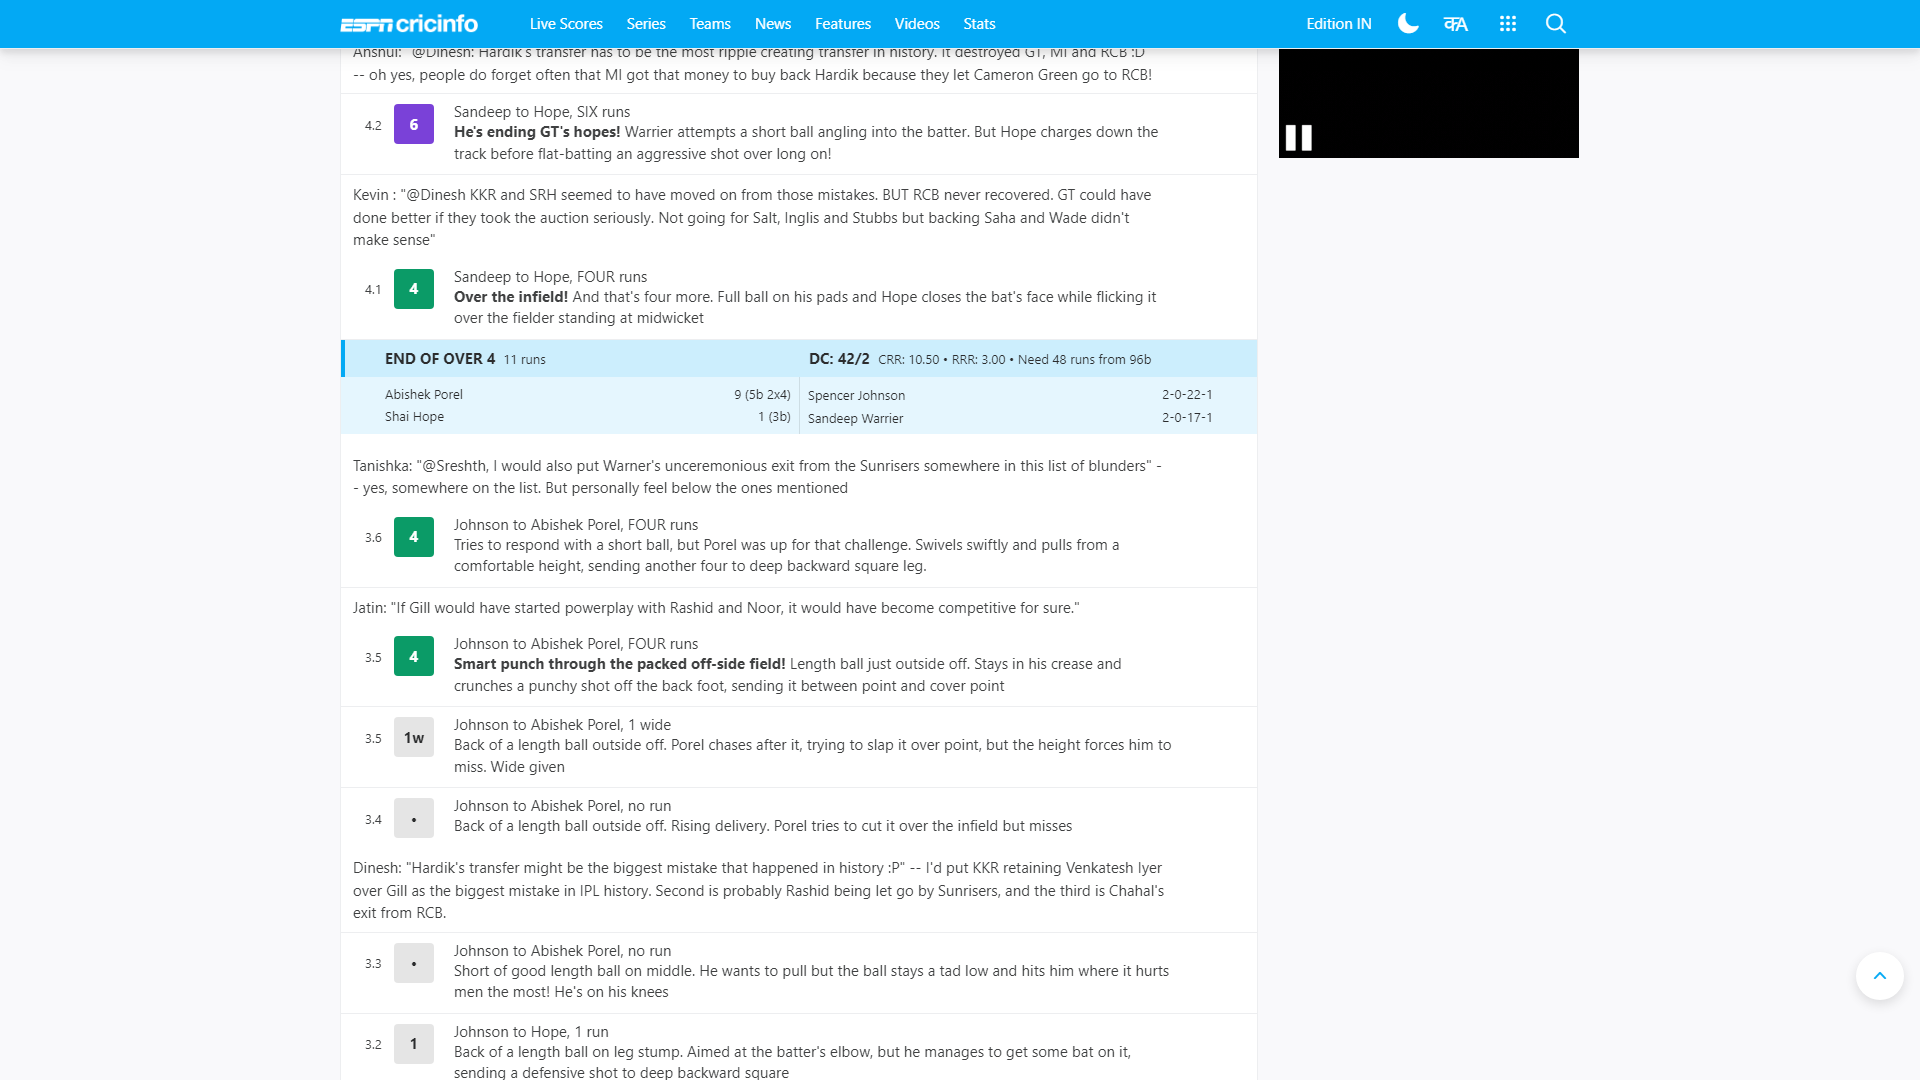 ESPN cricinfo Live Scores Series Teams News Features Videos Stats Edition IN क A
Anshul: "@Dinesh: Hardik's transfer has to be the most ripple creating transfer in history. It destroyed GT, MI and RCB :D"
-- oh yes, people do forget often that MI got that money to buy back Hardik because they let Cameron Green go to RCB!
4.2 6 Sandeep to Hope, SIX runs
He's ending GT's hopes! Warrier attempts a short ball angling into the batter. But Hope charges down the
track before flat-batting an aggressive shot over long on!
Kevin : "@Dinesh KKR and SRH seemed to have moved on from those mistakes. BUT RCB never recovered. GT could have
done better if they took the auction seriously. Not going for Salt, Inglis and Stubbs but backing Saha and Wade didn't
make sense"
4.1 4 Sandeep to Hope, FOUR runs
Over the infield! And that's four more. Full ball on his pads and Hope closes the bat's face while flicking it
over the fielder standing at midwicket
END OF OVER 4 11 runs DC: 42/2 CRR: 10.50 • RRR: 3.00 • Need 48 runs from 96b
Abishek Porel 9 (5b 2x4) Spencer Johnson 2-0-22-1
Shai Hope 1 (3b) Sandeep Warrier 2-0-17-1
Tanishka: "@Sreshth, I would also put Warner's unceremonious exit from the Sunrisers somewhere in this list of blunders" -
- yes, somewhere on the list. But personally feel below the ones mentioned
3.6 4 Johnson to Abishek Porel, FOUR runs
Tries to respond with a short ball, but Porel was up for that challenge. Swivels swiftly and pulls from a
comfortable height, sending another four to deep backward square leg.
Jatin: "If Gill would have started powerplay with Rashid and Noor, it would have become competitive for sure."
3.5 4 Johnson to Abishek Porel, FOUR runs
Smart punch through the packed off-side field! Length ball just outside off. Stays in his crease and
crunches a punchy shot off the back foot, sending it between point and cover point
3.5 1w Johnson to Abishek Porel, 1 wide
Back of a length ball outside off. Porel chases after it, trying to slap it over point, but the height forces him to
miss. Wide given
3.4 • Johnson to Abishek Porel, no run
Back of a length ball outside off. Rising delivery. Porel tries to cut it over the infield but misses
Dinesh: "Hardik's transfer might be the biggest mistake that happened in history :P" -- I'd put KKR retaining Venkatesh Iyer
over Gill as the biggest mistake in IPL history. Second is probably Rashid being let go by Sunrisers, and the third is Chahal's
exit from RCB.
3.3 • Johnson to Abishek Porel, no run
Short of good length ball on middle. He wants to pull but the ball stays a tad low and hits him where it hurts
men the most! He's on his knees
3.2 1 Johnson to Hope, 1 run
Back of a length ball on leg stump. Aimed at the batter's elbow, but he manages to get some bat on it,
sending a defensive shot to deep backward square